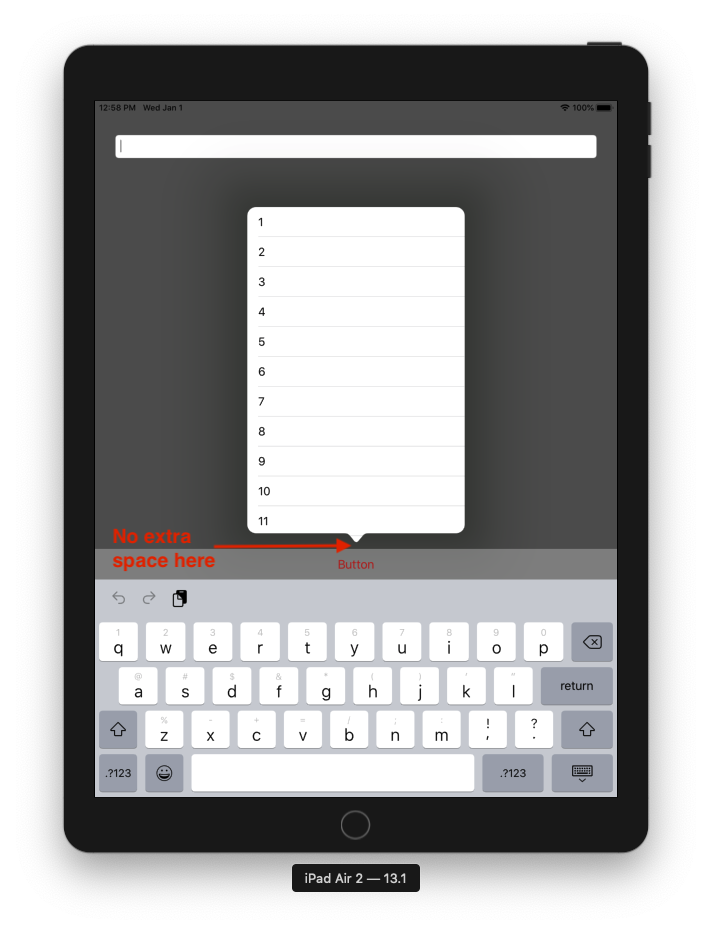 12:58 PM Wed Jan 1 100%
1
2
3
4
5
6
7
8
9
10
11
No extra
space here
Button
1 2 3 4 5 6 7 8 9 0
q w e r t y u i o p
@ # $ & * ( ) ' "
a s d f g h j k l return
% - + = / ; : ! ?
z x c v b n m , .
.?123 .?123
iPad Air 2 — 13.1